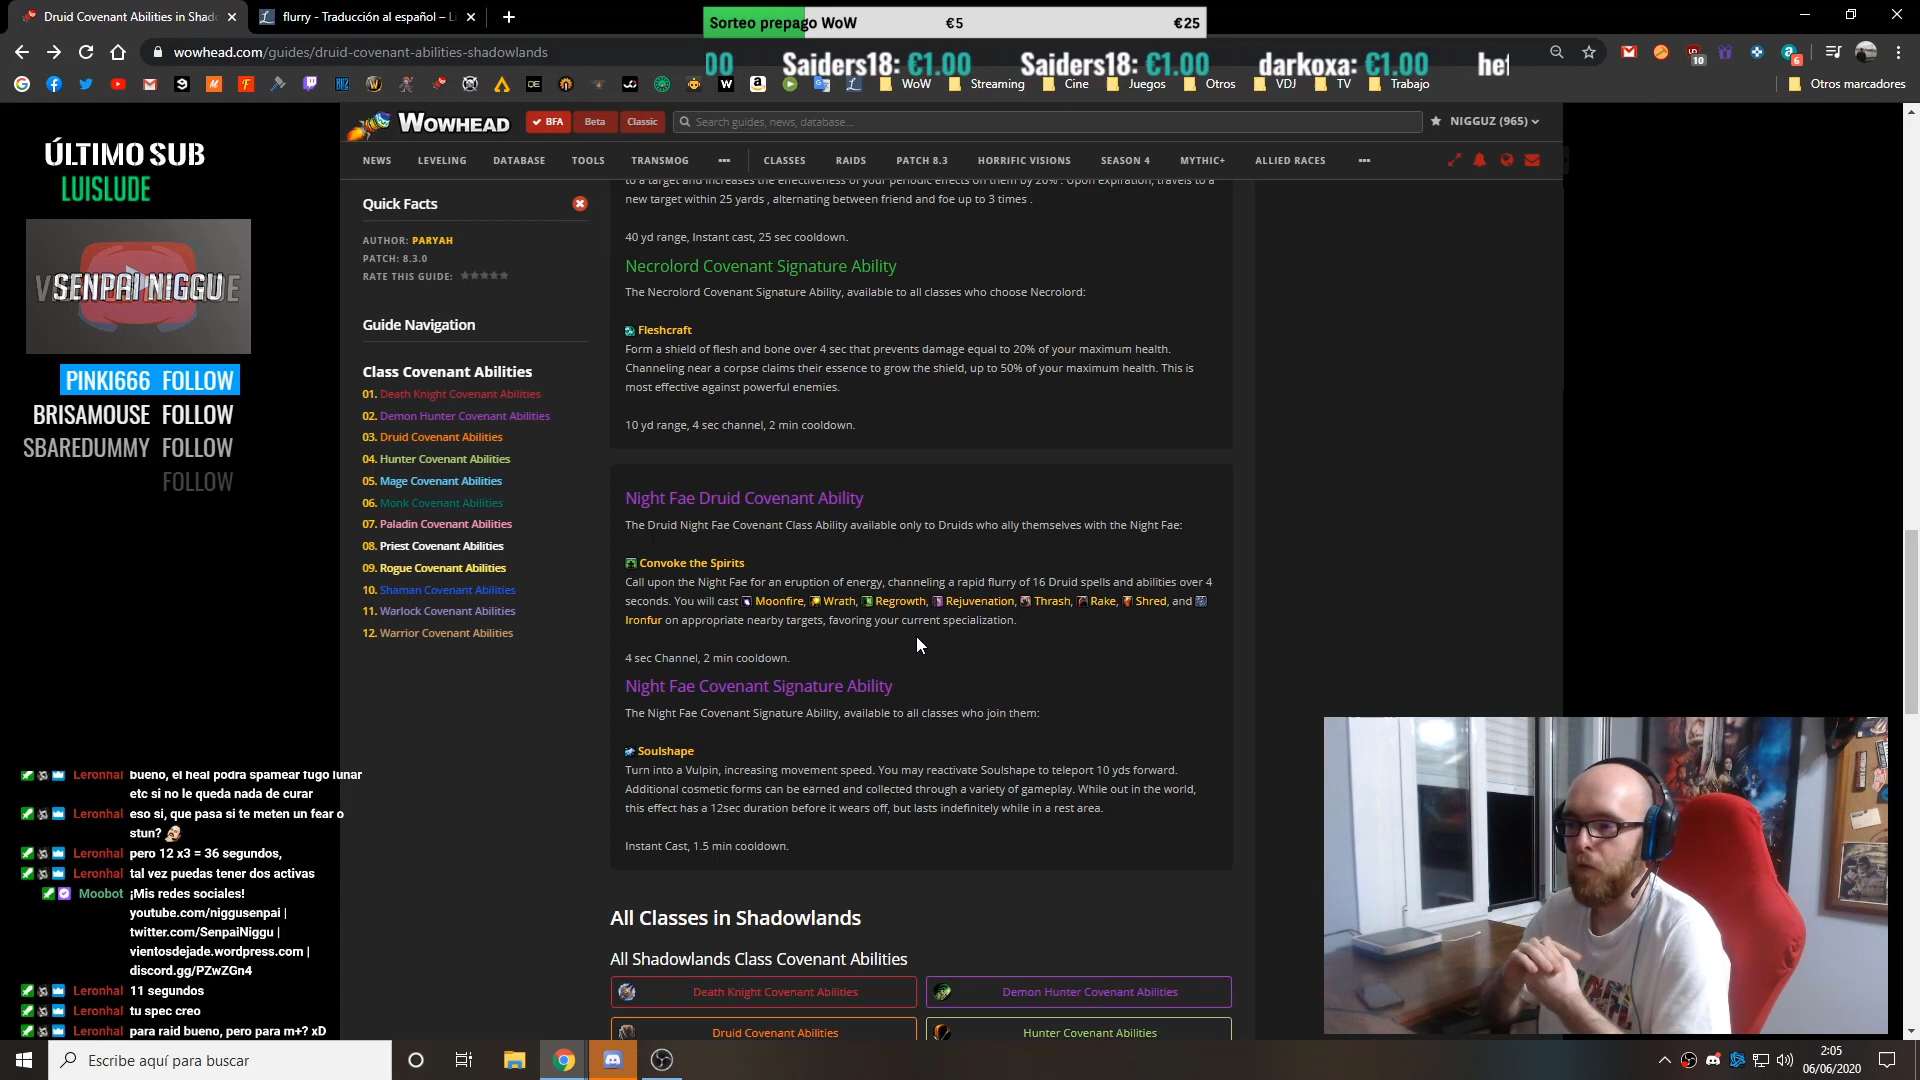 Druid Covenant Abilities in Shado
flurry - Traducción al español – Li
Sorteo prepago WoW €5 €25
wowhead.com/guides/druid-covenant-abilities-shadowlands
00 Saiders18: €1.00 Saiders18: €1.00 darkoxa: €1.00 het
WoW Streaming Cine Juegos Otros VDJ TV Trabajo Otros marcadores
ÚLTIMO SUB
LUISLUDE
SENPAI NIGGU
PINKI666 FOLLOW
BRISAMOUSE FOLLOW
SBAREDUMMY FOLLOW
FOLLOW
WOWHEAD BFA Beta Classic Search guides, news, database... NIGGUZ (965)
NEWS LEVELING DATABASE TOOLS TRANSMOG ... CLASSES RAIDS PATCH 8.3 HORRIFIC VISIONS SEASON 4 MYTHIC+ ALLIED RACES ...
Quick Facts
AUTHOR: PARYAH
PATCH: 8.3.0
RATE THIS GUIDE:
Guide Navigation
Class Covenant Abilities
01. Death Knight Covenant Abilities
02. Demon Hunter Covenant Abilities
03. Druid Covenant Abilities
04. Hunter Covenant Abilities
05. Mage Covenant Abilities
06. Monk Covenant Abilities
07. Paladin Covenant Abilities
08. Priest Covenant Abilities
09. Rogue Covenant Abilities
10. Shaman Covenant Abilities
11. Warlock Covenant Abilities
12. Warrior Covenant Abilities
to a target and increases the effectiveness of your periodic effects on them by 20% . Upon expiration, travels to a
new target within 25 yards , alternating between friend and foe up to 3 times .
40 yd range, Instant cast, 25 sec cooldown.
Necrolord Covenant Signature Ability
The Necrolord Covenant Signature Ability, available to all classes who choose Necrolord:
Fleshcraft
Form a shield of flesh and bone over 4 sec that prevents damage equal to 20% of your maximum health.
Channeling near a corpse claims their essence to grow the shield, up to 50% of your maximum health. This is
most effective against powerful enemies.
10 yd range, 4 sec channel, 2 min cooldown.
Night Fae Druid Covenant Ability
The Druid Night Fae Covenant Class Ability available only to Druids who ally themselves with the Night Fae:
Convoke the Spirits
Call upon the Night Fae for an eruption of energy, channeling a rapid flurry of 16 Druid spells and abilities over 4
seconds. You will cast Moonfire, Wrath, Regrowth, Rejuvenation, Thrash, Rake, Shred, and
Ironfur on appropriate nearby targets, favoring your current specialization.
4 sec Channel, 2 min cooldown.
Night Fae Covenant Signature Ability
The Night Fae Covenant Signature Ability, available to all classes who join them:
Soulshape
Turn into a Vulpin, increasing movement speed. You may reactivate Soulshape to teleport 10 yds forward.
Additional cosmetic forms can be earned and collected through a variety of gameplay. While out in the world,
this effect has a 12sec duration before it wears off, but lasts indefinitely while in a rest area.
Instant Cast, 1.5 min cooldown.
All Classes in Shadowlands
All Shadowlands Class Covenant Abilities
Death Knight Covenant Abilities Demon Hunter Covenant Abilities
Druid Covenant Abilities Hunter Covenant Abilities
Leronhal bueno, el heal podra spamear fugo lunar
etc si no le queda nada de curar
Leronhal eso si, que pasa si te meten un fear o
stun?
Leronhal pero 12 x3 = 36 segundos,
Leronhal tal vez puedas tener dos activas
Moobot ¡Mis redes sociales!
youtube.com/niggusenpai |
twitter.com/SenpaiNiggu |
vientosdejade.wordpress.com |
discord.gg/PZwZGn4
Leronhal 11 segundos
Leronhal tu spec creo
Leronhal para raid bueno, pero para m+? xD
Escribe aquí para buscar
2:05
06/06/2020